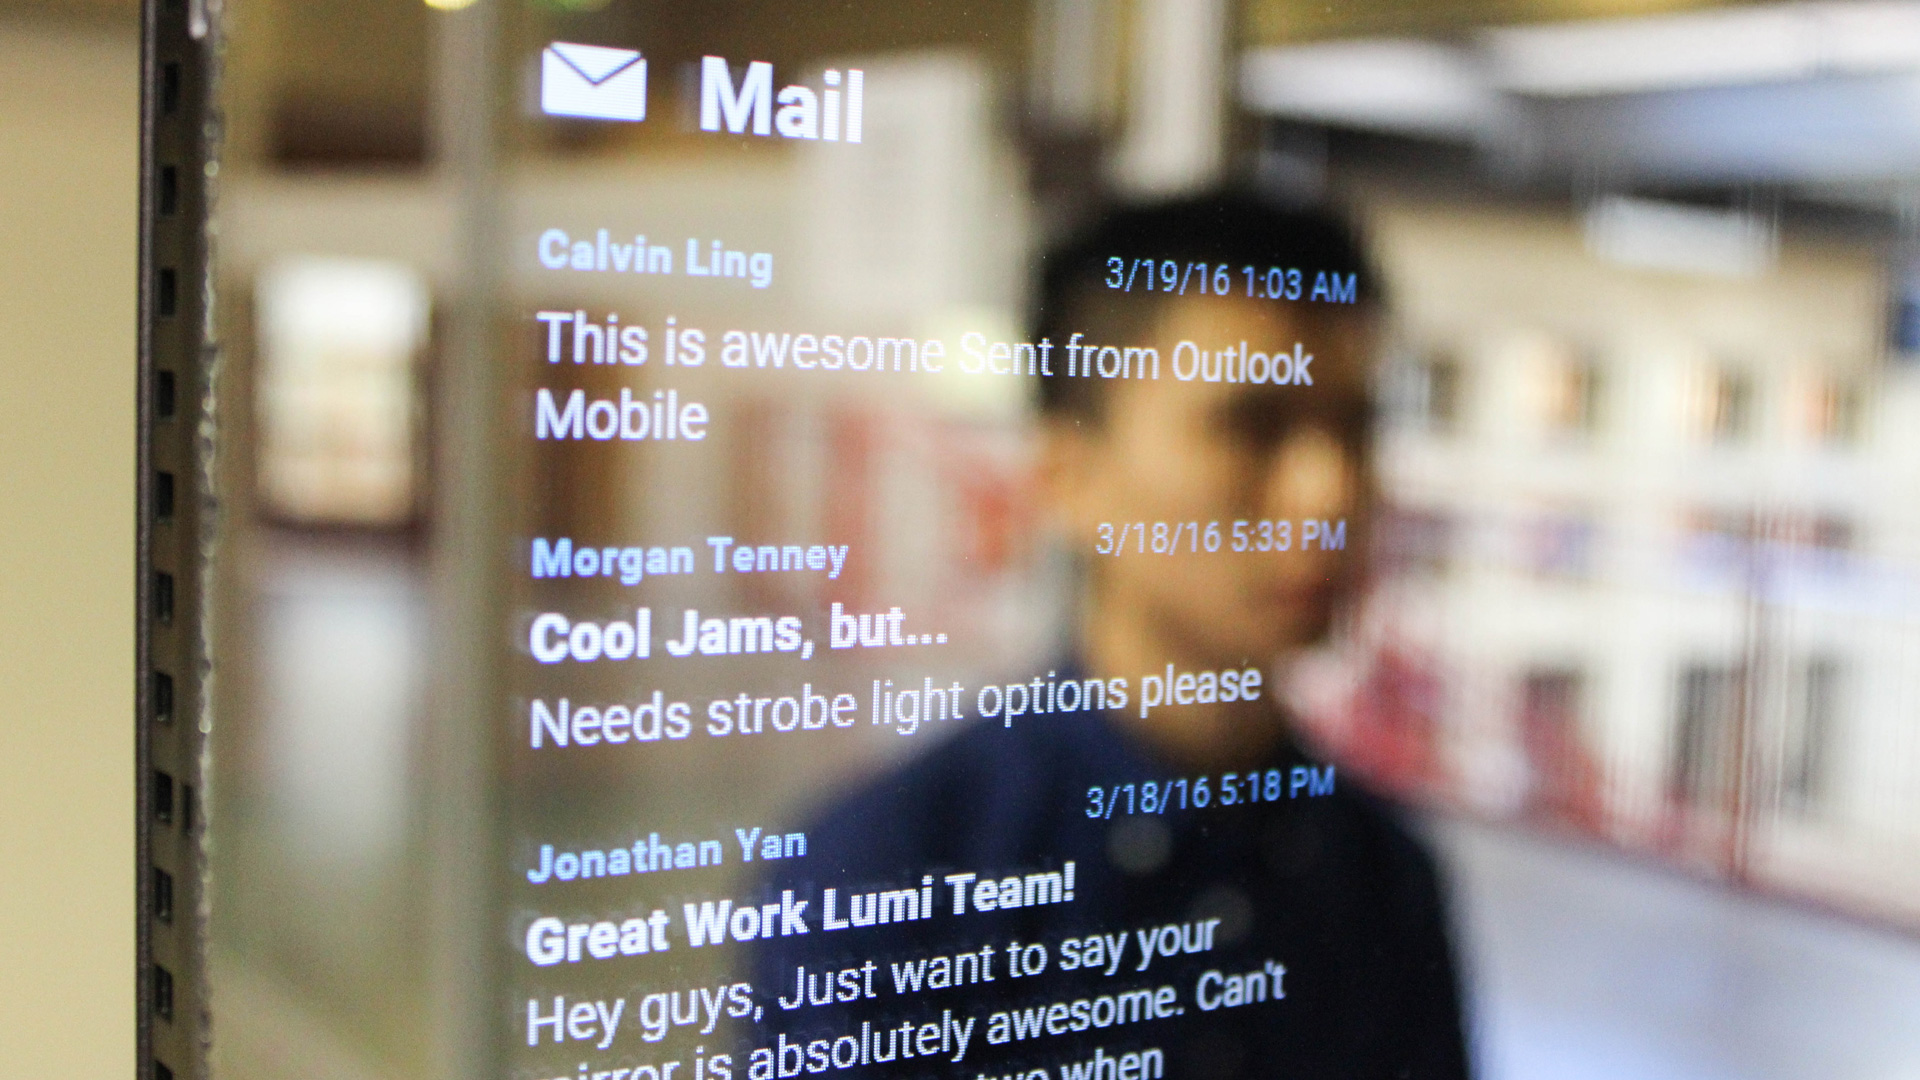 Mail
Calvin Ling 3/19/16 1:03 AM
This is awesome Sent from Outlook
Mobile
Morgan Tenney 3/18/16 5:33 PM
Cool Jams, but...
Needs strobe light options please
Jonathan Yan 3/18/16 5:18 PM
Great Work Lumi Team!
Hey guys, Just want to say your
mirror is absolutely awesome. Can't
two when